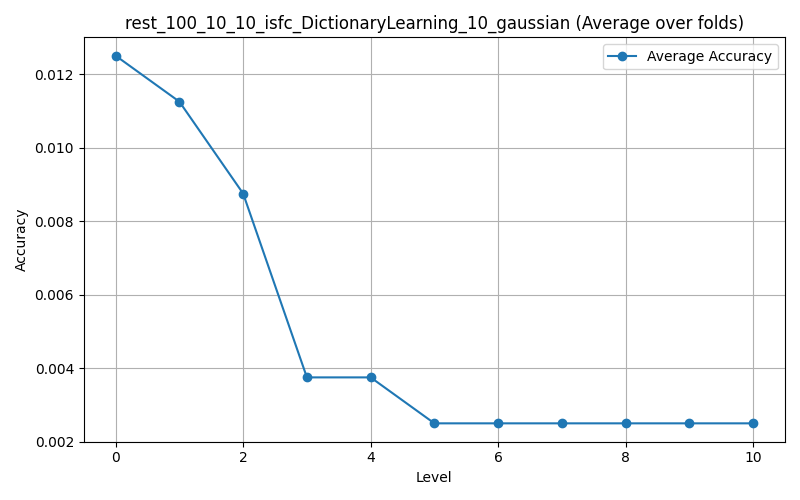 rest_100_10_10_isfc_DictionaryLearning_10_gaussian (Average over folds)
Average Accuracy
0.012
0.010
0.008
0.006
0.004
0.002
Accuracy
0 2 4 6 8 10
Level